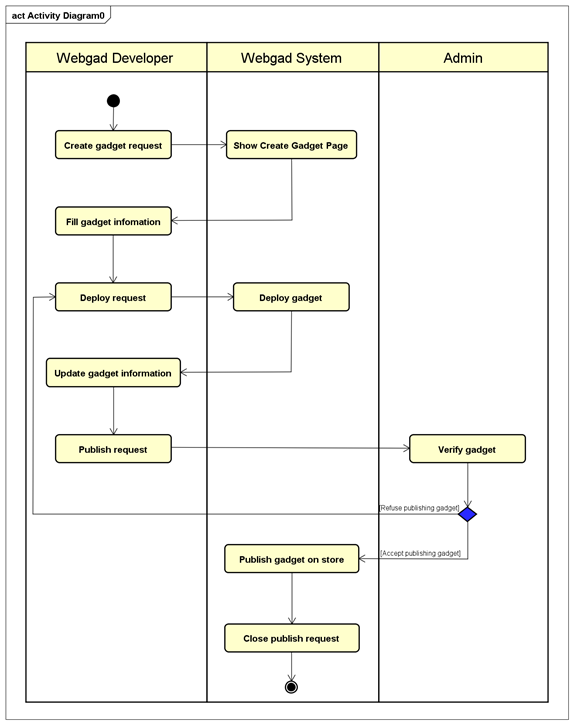 act Activity Diagram0
Webgad Developer
Webgad System
Admin
Create gadget request
Show Create Gadget Page
Fill gadget infomation
Deploy request
Deploy gadget
Update gadget information
Publish request
Verify gadget
[Refuse publishing gadget]
Publish gadget on store
[Accept publishing gadget]
Close publish request